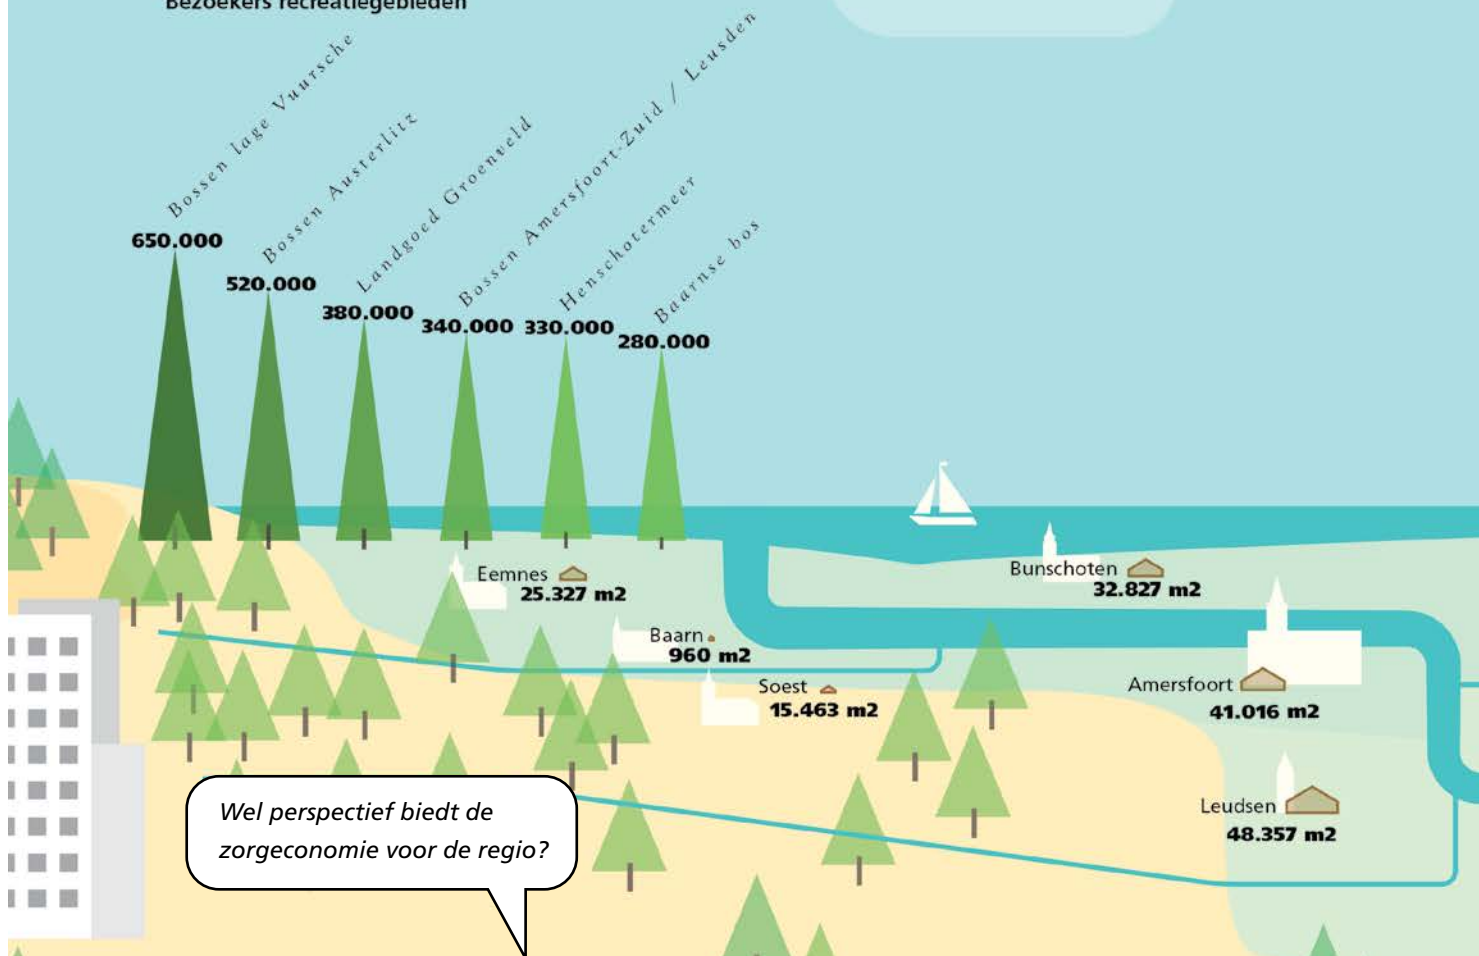 Bezoekers recreatiegebieden
Bossen lage Vuursche
650.000
Bossen Austerlitz
520.000
Landgoed Groenveld
380.000
Bossen Amersfoort-Zuid / Leusden
340.000
Henschotermeer
330.000
Baarnse bos
280.000
Eemnes
25.327 m2
Bunschoten
32.827 m2
Baarn
960 m2
Soest
15.463 m2
Amersfoort
41.016 m2
Leudsen
48.357 m2
Wel perspectief biedt de
zorgeconomie voor de regio?